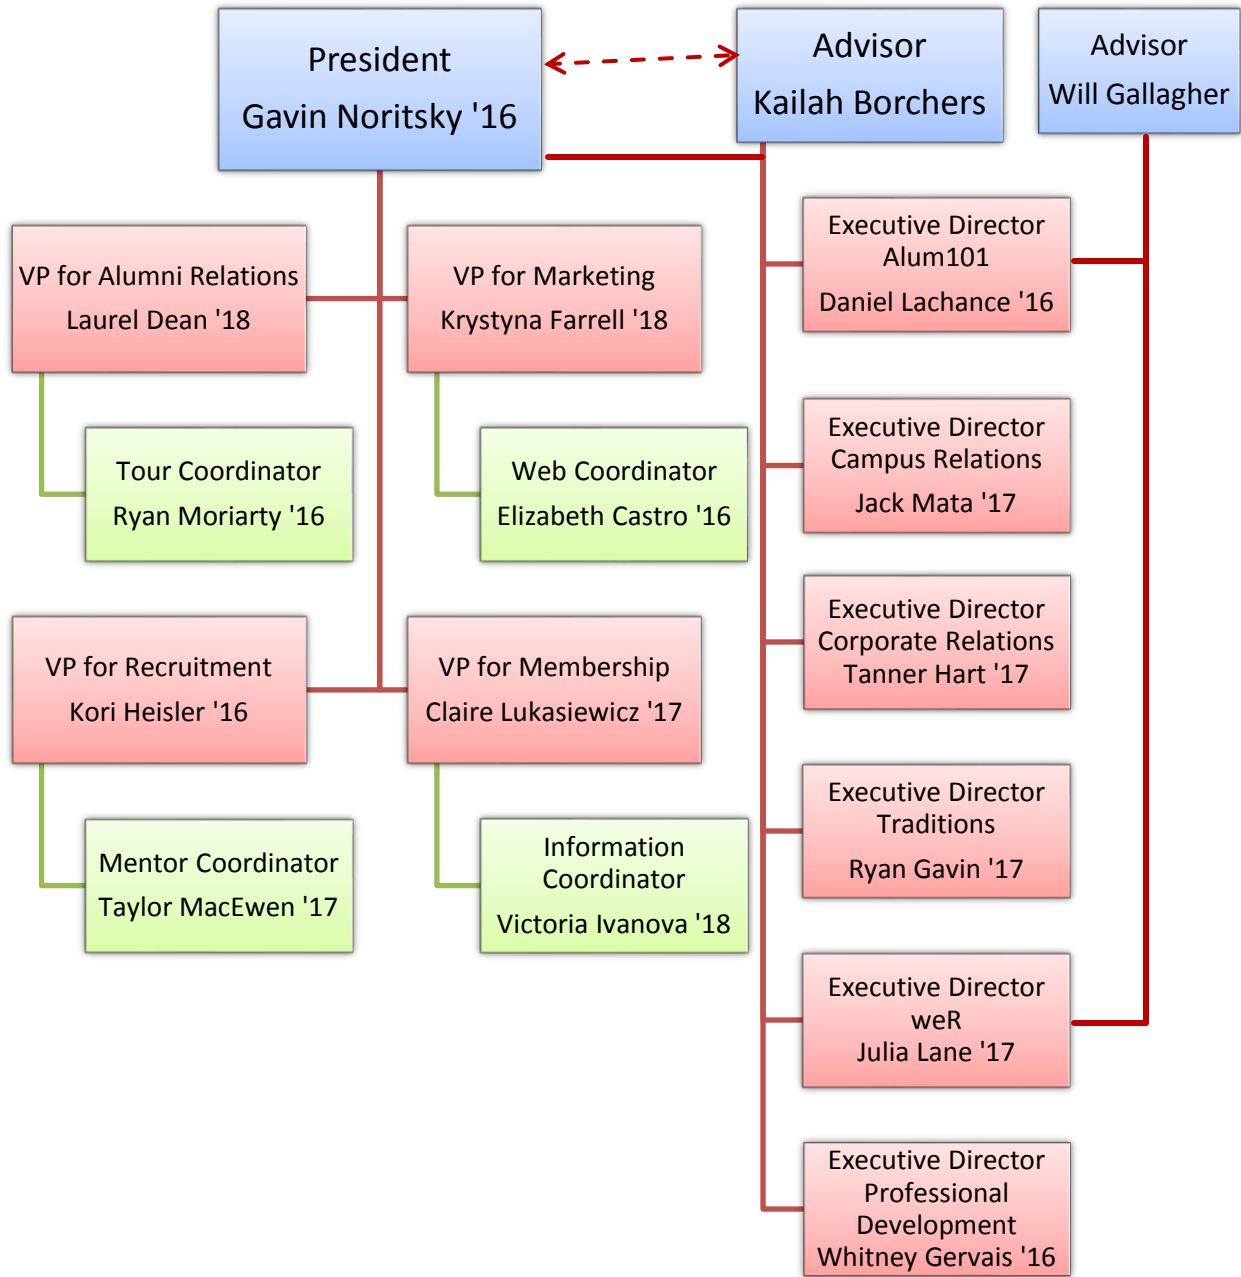 President
Gavin Noritsky '16
Advisor
Kailah Borchers
Advisor
Will Gallagher
VP for Alumni Relations
Laurel Dean '18
VP for Marketing
Krystyna Farrell '18
Executive Director
Alum101
Daniel Lachance '16
Tour Coordinator
Ryan Moriarty '16
Web Coordinator
Elizabeth Castro '16
Executive Director
Campus Relations
Jack Mata '17
Executive Director
Corporate Relations
Tanner Hart '17
VP for Recruitment
Kori Heisler '16
VP for Membership
Claire Lukasiewicz '17
Executive Director
Traditions
Ryan Gavin '17
Mentor Coordinator
Taylor MacEwen '17
Information
Coordinator
Victoria Ivanova '18
Executive Director
weR
Julia Lane '17
Executive Director
Professional
Development
Whitney Gervais '16